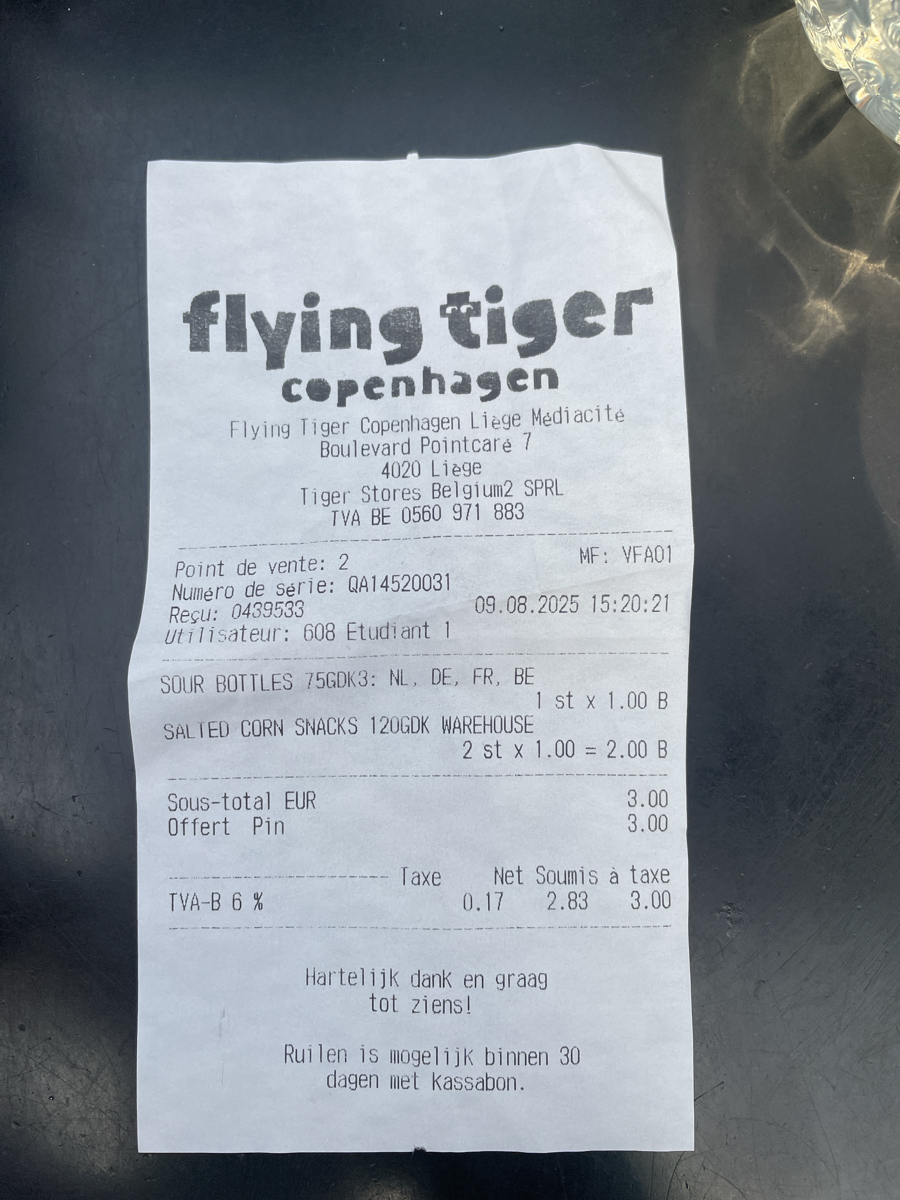 flying tiger
copenhagen
Flying Tiger Copenhagen Liège Médiacité
Boulevard Pointcaré 7
4020 Liège
Tiger Stores Belgium2 SPRL
TVA BE 0560 971 883
Point de vente: 2 MF: VFA01
Numéro de série: QA14520031
Reçu: 0439533 09.08.2025 15:20:21
Utilisateur: 608 Etudiant 1
SOUR BOTTLES 75GDK3: NL, DE, FR, BE
1 st x 1.00 B
SALTED CORN SNACKS 120GDK WAREHOUSE
2 st x 1.00 = 2.00 B
Sous-total EUR 3.00
Offert Pin 3.00
Taxe Net Soumis à taxe
TVA-B 6 % 0.17 2.83 3.00
Hartelijk dank en graag
tot ziens!
Ruilen is mogelijk binnen 30
dagen met kassabon.